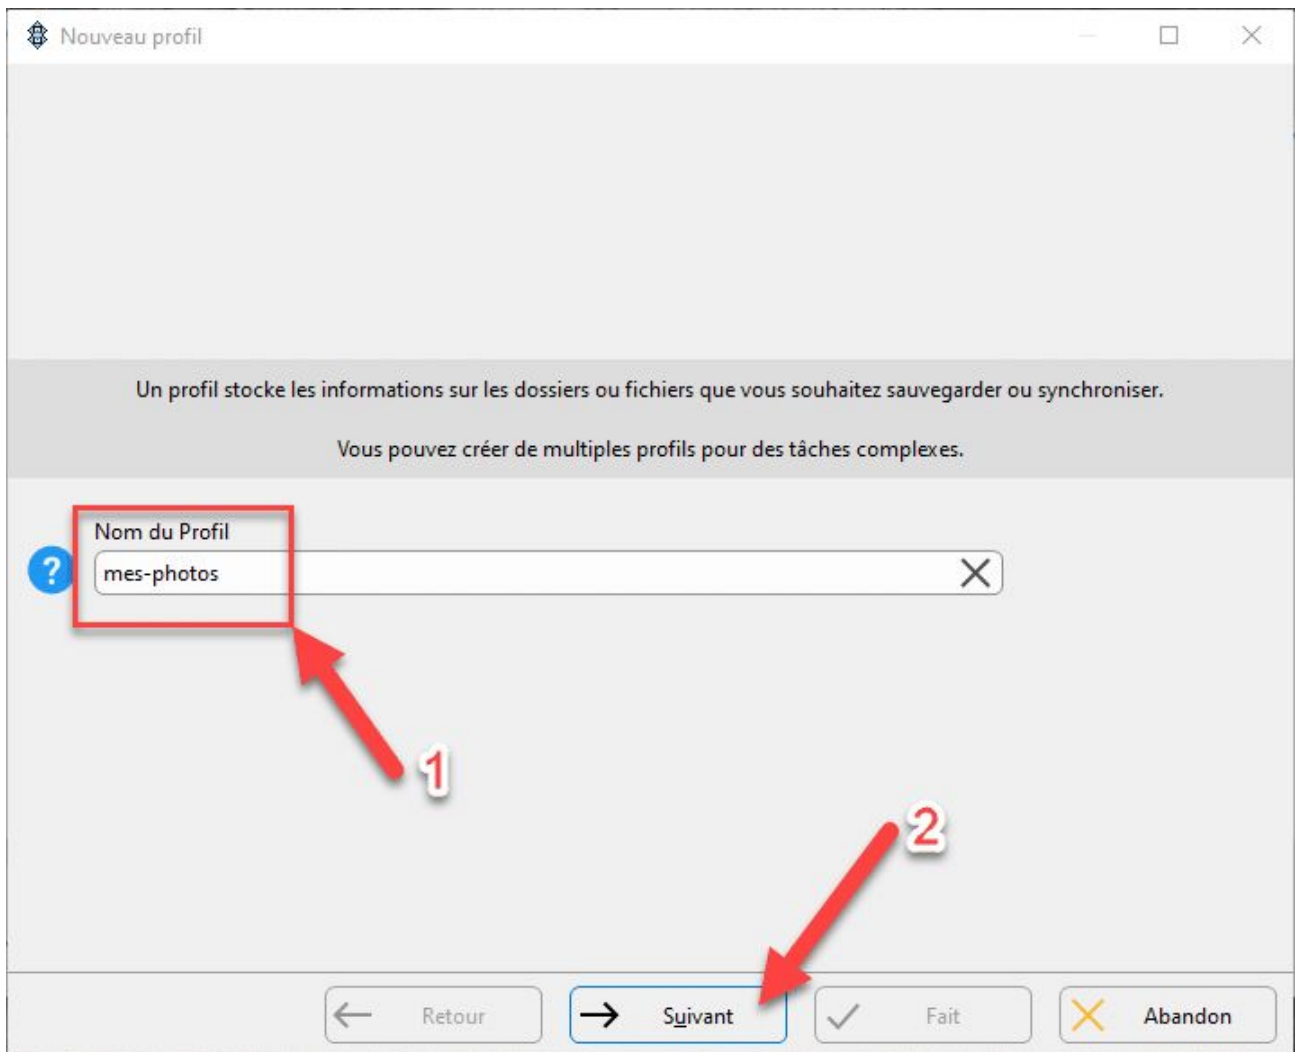 Nouveau profil
Un profil stocke les informations sur les dossiers ou fichiers que vous souhaitez sauvegarder ou synchroniser.
Vous pouvez créer de multiples profils pour des tâches complexes.
Nom du Profil
?
mes-photos
1
2
Retour
Suivant
Fait
Abandon